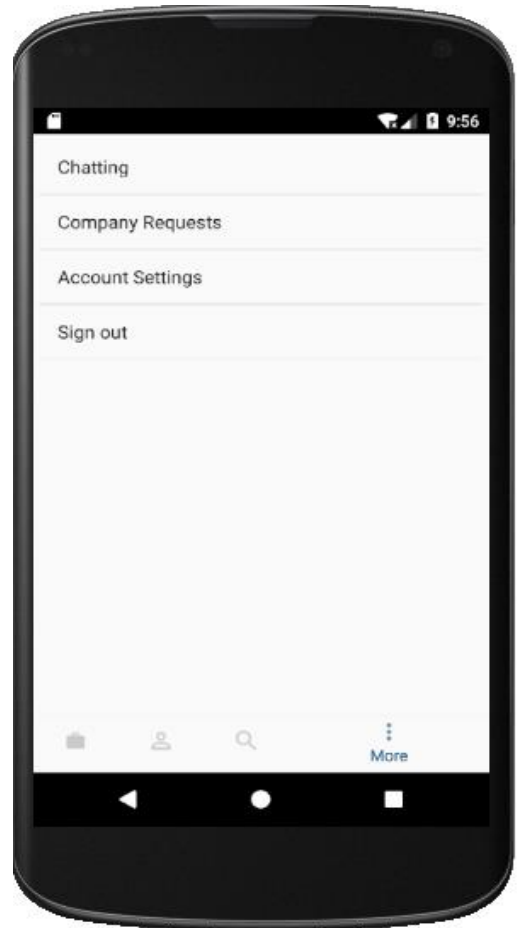 9:56
Chatting
Company Requests
Account Settings
Sign out
More